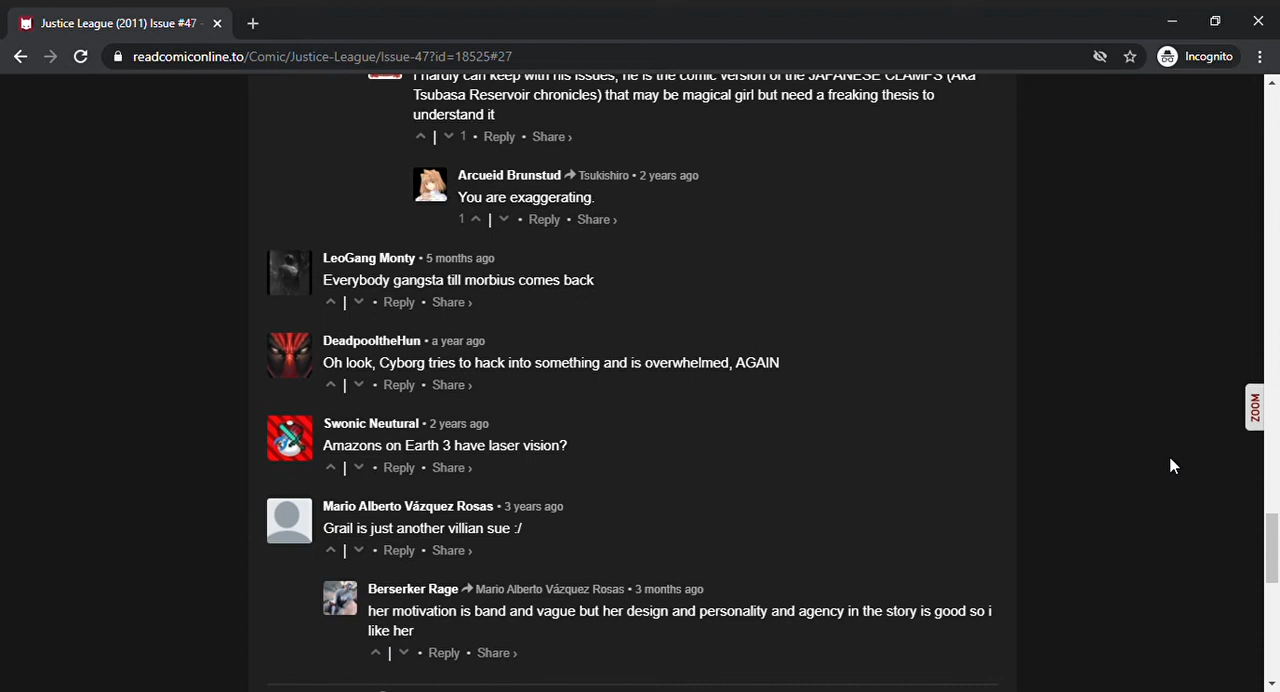 Justice League (2011) Issue #47 -
readcomiconline.to/Comic/Justice-League/Issue-47?id=18525#27
Incognito
I hardly can keep with his issues, he is the comic version of the JAPANESE CLAMPS (Aka
Tsubasa Reservoir chronicles) that may be magical girl but need a freaking thesis to
understand it
| 1 • Reply • Share ›
Arcueid Brunstud Tsukishiro • 2 years ago
You are exaggerating.
1 | • Reply • Share ›
LeoGang Monty • 5 months ago
Everybody gangsta till morbius comes back
| • Reply • Share ›
DeadpooltheHun • a year ago
Oh look, Cyborg tries to hack into something and is overwhelmed, AGAIN
| • Reply • Share ›
Swonic Neutural • 2 years ago
Amazons on Earth 3 have laser vision?
| • Reply • Share ›
Mario Alberto Vázquez Rosas • 3 years ago
Grail is just another villian sue :/
| • Reply • Share ›
Berserker Rage Mario Alberto Vázquez Rosas • 3 months ago
her motivation is band and vague but her design and personality and agency in the story is good so i
like her
| • Reply • Share ›
ZOOM